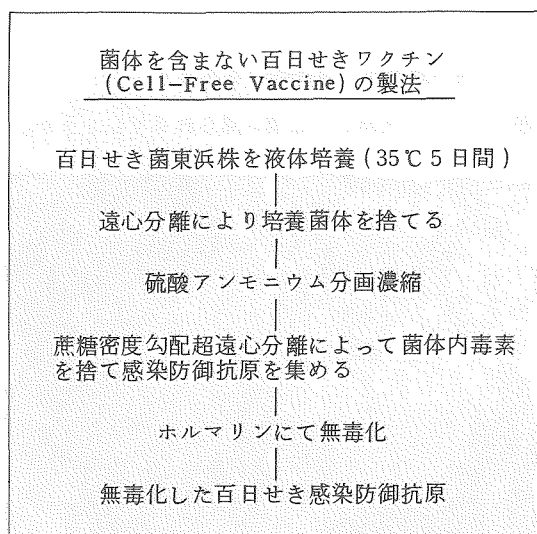 菌体を含まない百日せきワクチン
(Cell-Free Vaccine)の製法
百日せき菌東浜株を液体培養(35℃5日間)
遠心分離により培養菌体を捨てる
硫酸アンモニウム分画濃縮
蔗糖密度勾配超遠心分離によって菌体内毒素
を捨て感染防御抗原を集める
ホルマリンにて無毒化
無毒化した百日せき感染防御抗原